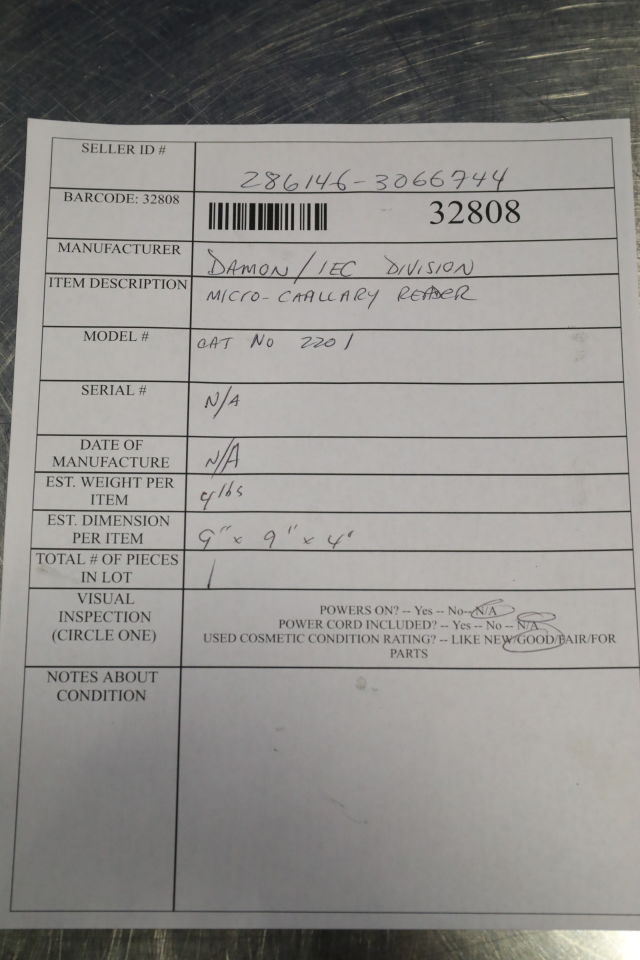 SELLER ID #
286146-3066744
BARCODE: 32808
32808
MANUFACTURER
DAMON/IEC DIVISION
ITEM DESCRIPTION
MICRO-CAALLARY READER
MODEL #
CAT NO 2201
SERIAL #
N/A
DATE OF
MANUFACTURE
N/A
EST. WEIGHT PER
ITEM
4 lbs
EST. DIMENSION
PER ITEM
9" x 9" x 4"
TOTAL # OF PIECES
IN LOT
1
VISUAL
INSPECTION
(CIRCLE ONE)
POWERS ON? -- Yes -- No-- N/A
POWER CORD INCLUDED? -- Yes -- No -- N/A
USED COSMETIC CONDITION RATING? -- LIKE NEW/GOOD/FAIR/FOR
PARTS
NOTES ABOUT
CONDITION